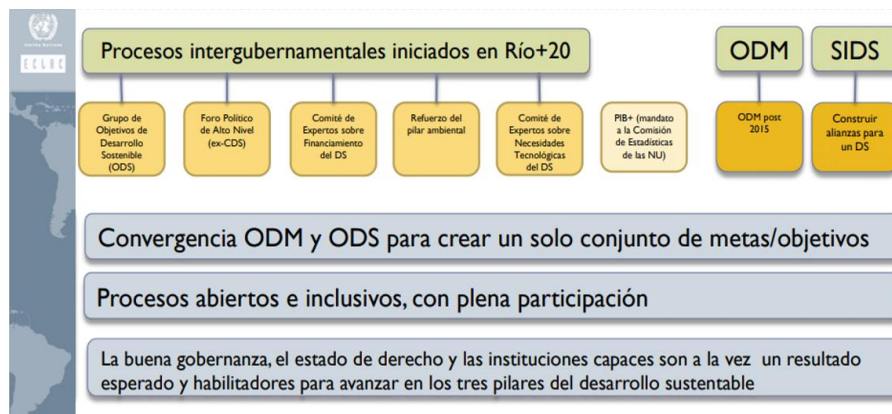 Naciones Unidas
ECLAC
Procesos intergubernamentales iniciados en Río+20
ODM
SIDS
Grupo de
Objetivos de
Desarrollo
Sostenible
(ODS)
Foro Político
de Alto Nivel
(ex-CDS)
Comité de
Expertos sobre
Financiamiento
del DS
Refuerzo del
pilar ambiental
Comité de
Expertos sobre
Necesidades
Tecnológicas
del DS
PIB+ (mandato
a la Comisión
de Estadísticas
de las NU)
ODM post
2015
Construir
alianzas para
un DS
Convergencia ODM y ODS para crear un solo conjunto de metas/objetivos
Procesos abiertos e inclusivos, con plena participación
La buena gobernanza, el estado de derecho y las instituciones capaces son a la vez un resultado
esperado y habilitadores para avanzar en los tres pilares del desarrollo sustentable